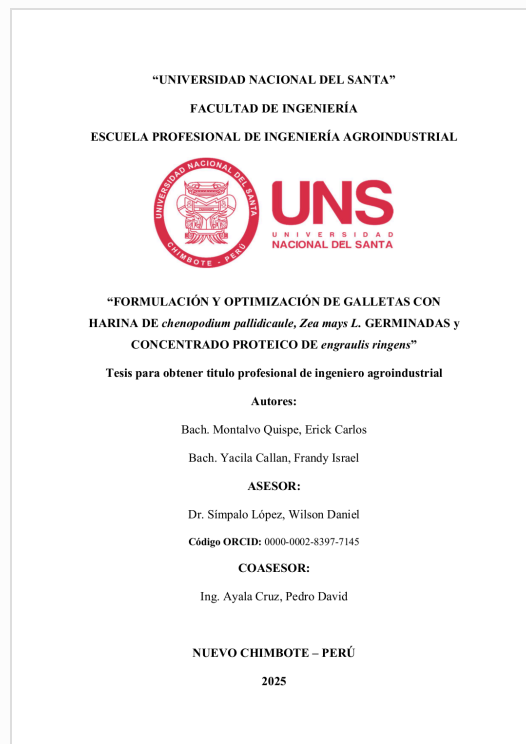 “UNIVERSIDAD NACIONAL DEL SANTA”
FACULTAD DE INGENIERÍA
ESCUELA PROFESIONAL DE INGENIERÍA AGROINDUSTRIAL
UNIVERSIDAD NACIONAL DEL SANTA
CHIMBOTE - PERÚ
UNS
UNIVERSIDAD
NACIONAL DEL SANTA
“FORMULACIÓN Y OPTIMIZACIÓN DE GALLETAS CON
HARINA DE chenopodium pallidicaule, Zea mays L. GERMINADAS y
CONCENTRADO PROTEICO DE engraulis ringens”
Tesis para obtener titulo profesional de ingeniero agroindustrial
Autores:
Bach. Montalvo Quispe, Erick Carlos
Bach. Yacila Callan, Frandy Israel
ASESOR:
Dr. Símpalo López, Wilson Daniel
Código ORCID: 0000-0002-8397-7145
COASESOR:
Ing. Ayala Cruz, Pedro David
NUEVO CHIMBOTE – PERÚ
2025